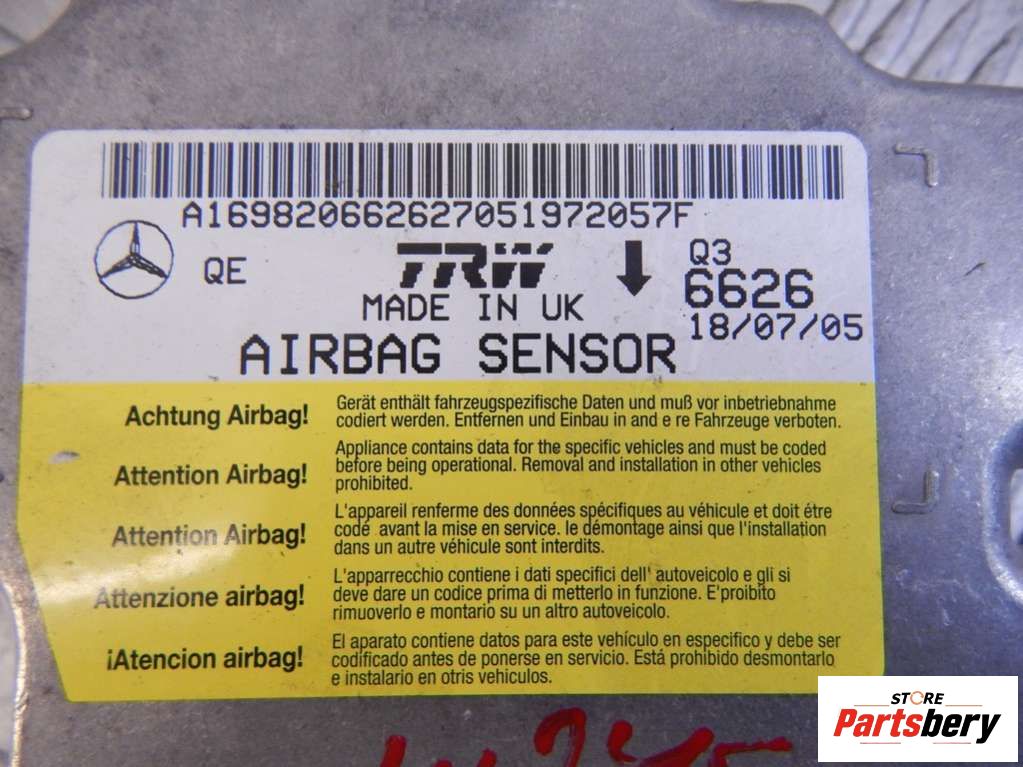 A169820662627051972057F
QE
TRW
Q3
6626
MADE IN UK
18/07/05
AIRBAG SENSOR
Achtung Airbag!
Gerät enthält fahrzeugspezifische Daten und muß vor inbetriebnahme
codiert werden. Entfernen und Einbau in and e re Fahrzeuge verboten.
Attention Airbag!
Appliance contains data for the specific vehicles and must be coded
before being operational. Removal and installation in other vehicles
prohibited.
Attention Airbag!
L'appareil renferme des données spécifiques au véhicule et doit étre
codé avant la mise en service. le démontage ainsi que l'installation
dans un autre véhicule sont interdits.
Attenzione airbag!
L'apparrecchio contiene i dati specifici dell' autoveicolo e gli si
deve dare un codice prima di metterlo in funzione. E'proibito
rimuoverlo e montario su un altro autoveicolo.
¡Atencion airbag!
El aparato contiene datos para este vehículo en especifico y debe ser
codificado antes de ponerse en servicio. Está prohibido desmontarlo
e instalario en otris vehículos.
STORE
Partsbery